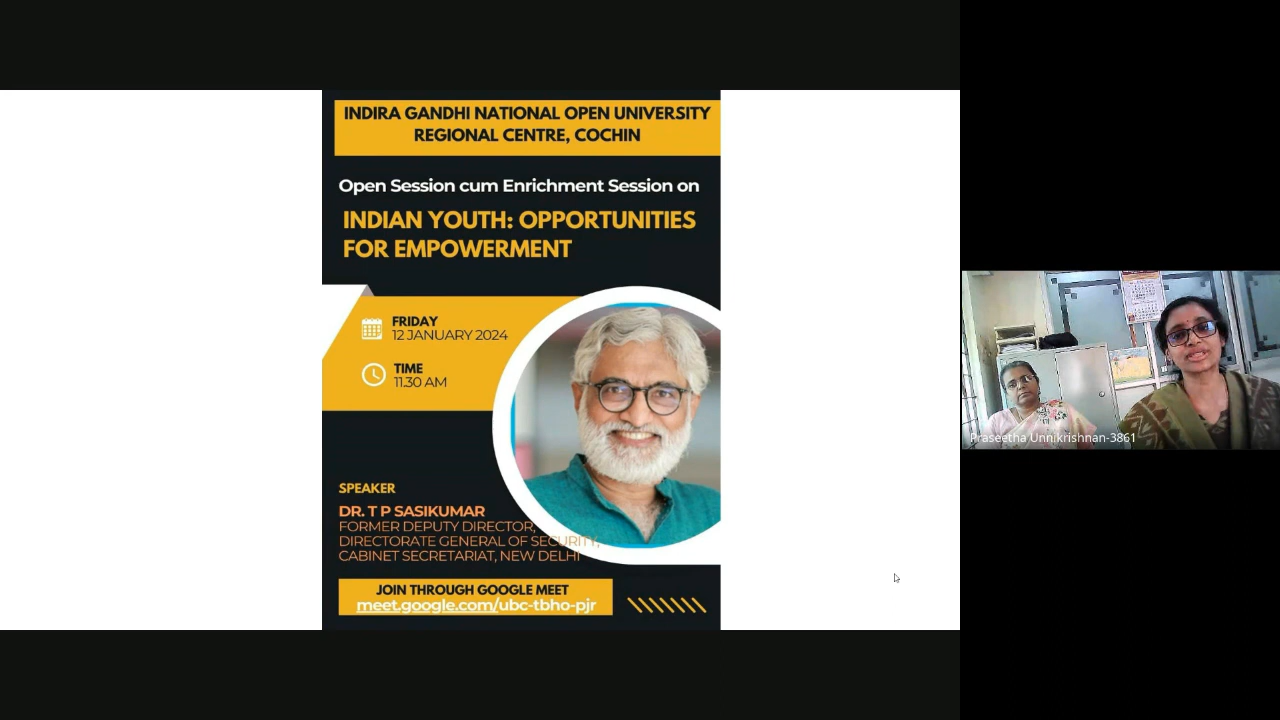 INDIRA GANDHI NATIONAL OPEN UNIVERSITY
REGIONAL CENTRE, COCHIN
Open Session cum Enrichment Session on
INDIAN YOUTH: OPPORTUNITIES
FOR EMPOWERMENT
FRIDAY
12 JANUARY 2024
TIME
11.30 AM
SPEAKER
DR. T P SASIKUMAR
FORMER DEPUTY DIRECTOR,
DIRECTORATE GENERAL OF SECURITY,
CABINET SECRETARIAT, NEW DELHI
JOIN THROUGH GOOGLE MEET
meet.google.com/ubc-tbho-pjr
Praseetha Unnikrishnan-3861